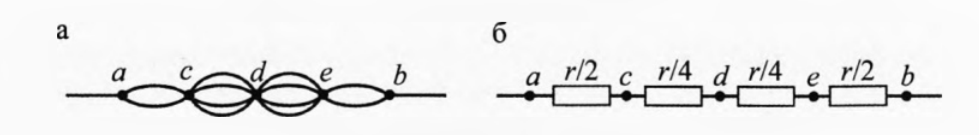 а
б
a c d e b
a r/2 c r/4 d r/4 e r/2 b